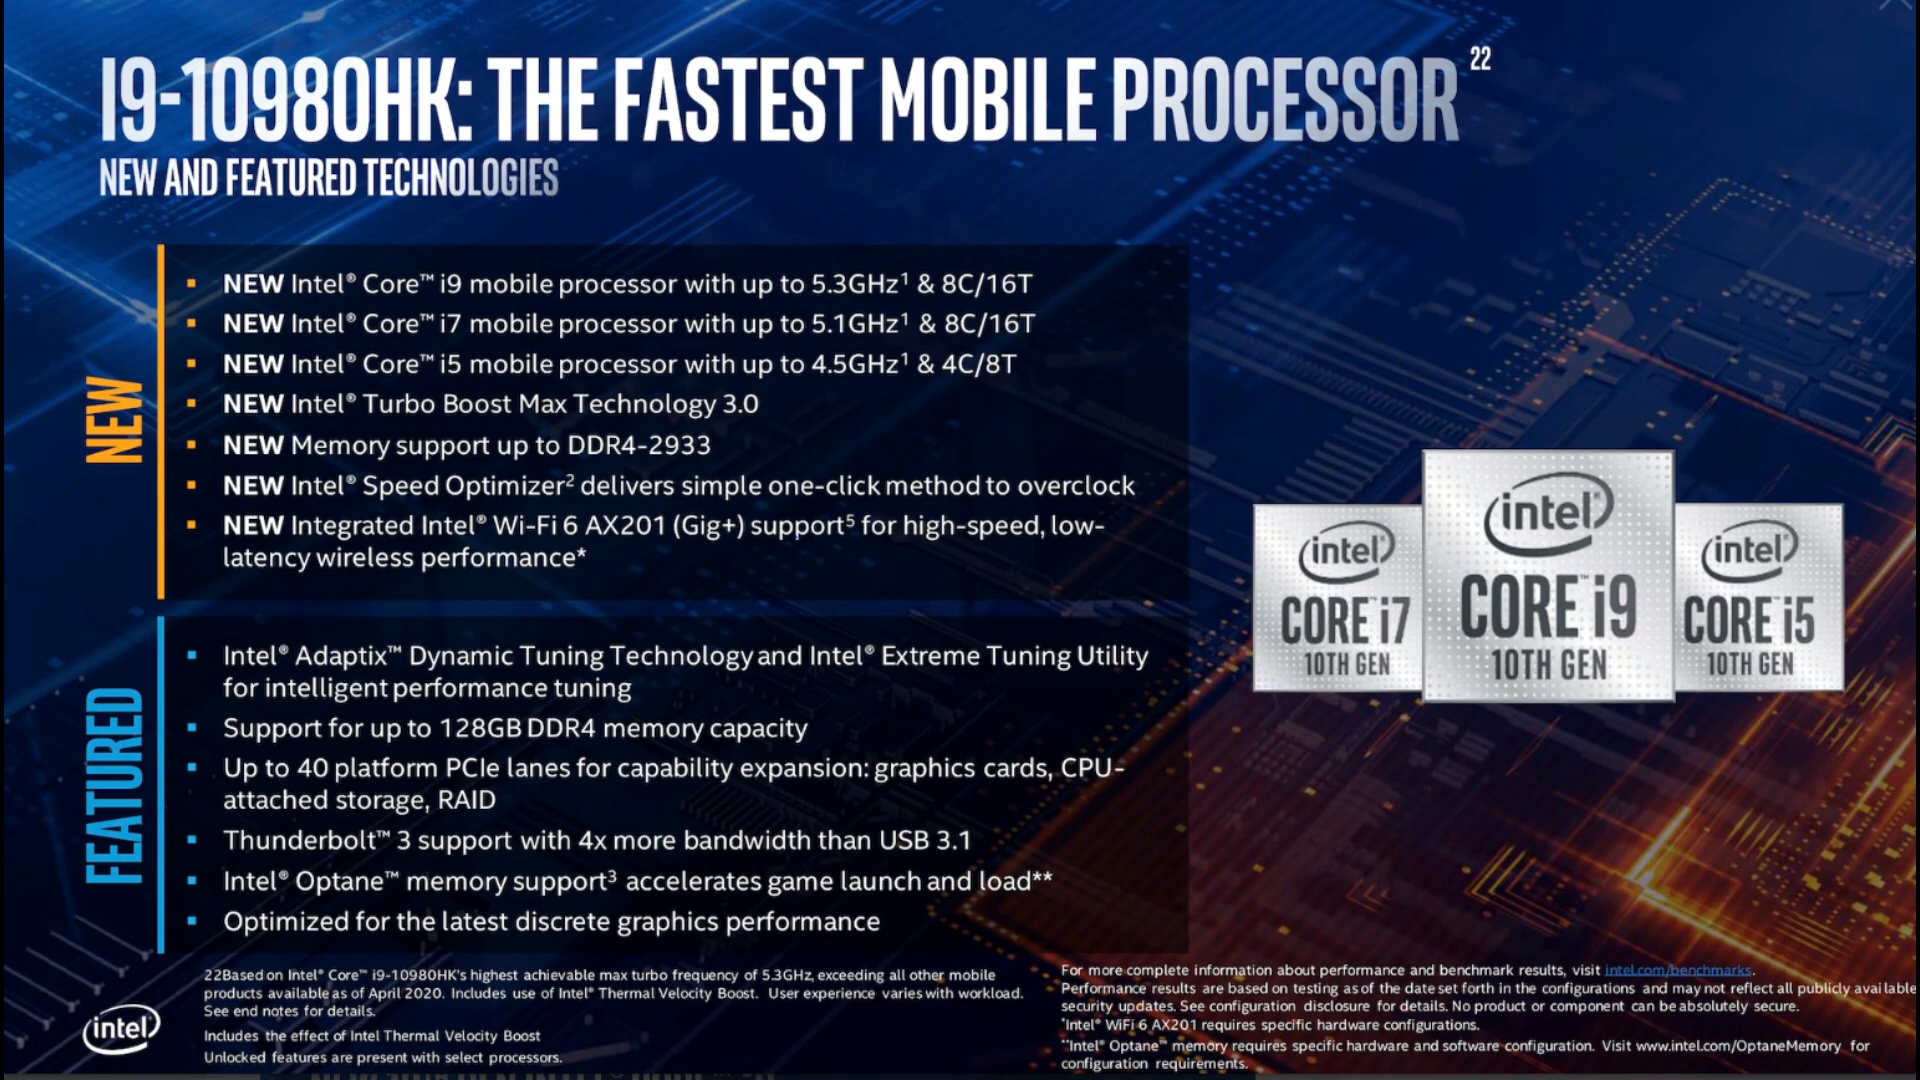 I9-10980HK: THE FASTEST MOBILE PROCESSOR 22
NEW AND FEATURED TECHNOLOGIES
NEW
▪ NEW Intel® Core™ i9 mobile processor with up to 5.3GHz¹ & 8C/16T
▪ NEW Intel® Core™ i7 mobile processor with up to 5.1GHz¹ & 8C/16T
▪ NEW Intel® Core™ i5 mobile processor with up to 4.5GHz¹ & 4C/8T
▪ NEW Intel® Turbo Boost Max Technology 3.0
▪ NEW Memory support up to DDR4-2933
▪ NEW Intel® Speed Optimizer² delivers simple one-click method to overclock
▪ NEW Integrated Intel® Wi-Fi 6 AX201 (Gig+) support⁵ for high-speed, low-
latency wireless performance*
FEATURED
▪ Intel® Adaptix™ Dynamic Tuning Technology and Intel® Extreme Tuning Utility
for intelligent performance tuning
▪ Support for up to 128GB DDR4 memory capacity
▪ Up to 40 platform PCIe lanes for capability expansion: graphics cards, CPU-
attached storage, RAID
▪ Thunderbolt™ 3 support with 4x more bandwidth than USB 3.1
▪ Intel® Optane™ memory support³ accelerates game launch and load**
▪ Optimized for the latest discrete graphics performance
intel
CORE i7
10TH GEN
intel
CORE™ i9
10TH GEN
intel
CORE i5
10TH GEN
intel
22Based on Intel® Core™ i9-10980HK's highest achievable max turbo frequency of 5.3GHz, exceeding all other mobile
products available as of April 2020. Includes use of Intel® Thermal Velocity Boost. User experience varies with workload.
See end notes for details.
Includes the effect of Intel Thermal Velocity Boost
Unlocked features are present with select processors.
For more complete information about performance and benchmark results, visit intel.com/benchmarks.
Performance results are based on testing as of the date set forth in the configurations and may not reflect all publicly available
security updates. See configuration disclosure for details. No product or component can be absolutely secure.
*Intel® WiFi 6 AX201 requires specific hardware configurations.
**Intel® Optane™ memory requires specific hardware and software configuration. Visit www.intel.com/OptaneMemory for
configuration requirements.